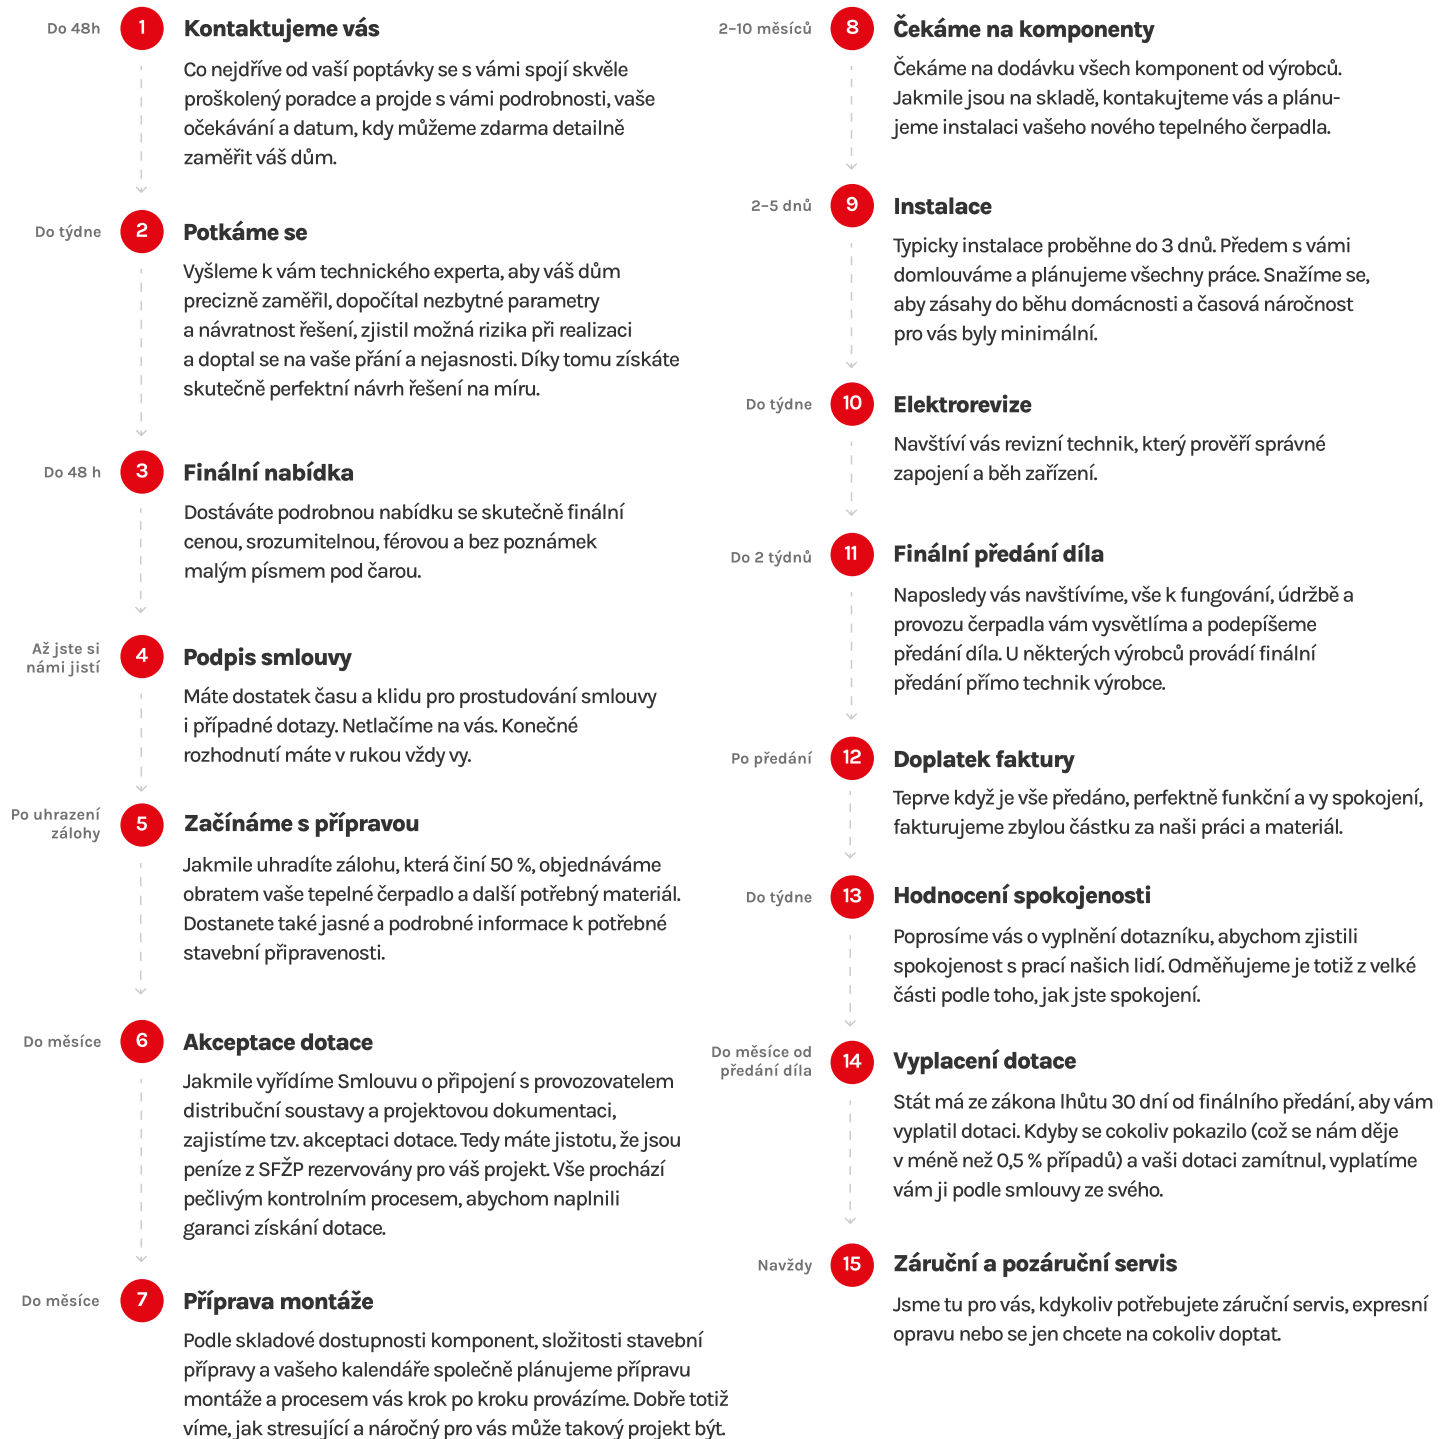 Do 48h
1
Kontaktujeme vás
Co nejdříve od vaší poptávky se s vámi spojí skvěle
proškolený poradce a projde s vámi podrobnosti, vaše
očekávání a datum, kdy můžeme zdarma detailně
zaměřit váš dům.
Do týdne
2
Potkáme se
Vyšleme k vám technického experta, aby váš dům
precizně zaměřil, dopočítal nezbytné parametry
a návratnost řešení, zjistil možná rizika při realizaci
a doptal se na vaše přání a nejasnosti. Díky tomu získáte
skutečně perfektní návrh řešení na míru.
Do 48 h
3
Finální nabídka
Dostáváte podrobnou nabídku se skutečně finální
cenou, srozumitelnou, férovou a bez poznámek
malým písmem pod čarou.
Až jste si
námi jistí
4
Podpis smlouvy
Máte dostatek času a klidu pro prostudování smlouvy
i případné dotazy. Netlačíme na vás. Konečné
rozhodnutí máte v rukou vždy vy.
Po uhrazení
zálohy
5
Začínáme s přípravou
Jakmile uhradíte zálohu, která činí 50 %, objednáváme
obratem vaše tepelné čerpadlo a další potřebný materiál.
Dostanete také jasné a podrobné informace k potřebné
stavební připravenosti.
Do měsíce
6
Akceptace dotace
Jakmile vyřídíme Smlouvu o připojení s provozovatelem
distribuční soustavy a projektovou dokumentaci,
zajistíme tzv. akceptaci dotace. Tedy máte jistotu, že jsou
peníze z SFŽP rezervovány pro váš projekt. Vše prochází
pečlivým kontrolním procesem, abychom naplnili
garanci získání dotace.
Do měsíce
7
Příprava montáže
Podle skladové dostupnosti komponent, složitosti stavební
přípravy a vašeho kalendáře společně plánujeme přípravu
montáže a procesem vás krok po kroku provázíme. Dobře totiž
víme, jak stresující a náročný pro vás může takový projekt být.
2–10 měsíců
8
Čekáme na komponenty
Čekáme na dodávku všech komponent od výrobců.
Jakmile jsou na skladě, kontakujteme vás a plánu-
jeme instalaci vašeho nového tepelného čerpadla.
2–5 dnů
9
Instalace
Typicky instalace proběhne do 3 dnů. Předem s vámi
domlouváme a plánujeme všechny práce. Snažíme se,
aby zásahy do běhu domácnosti a časová náročnost
pro vás byly minimální.
Do týdne
10
Elektrorevize
Navštíví vás revizní technik, který prověří správné
zapojení a běh zařízení.
Do 2 týdnů
11
Finální předání díla
Naposledy vás navštívíme, vše k fungování, údržbě a
provozu čerpadla vám vysvětlíma a podepíšeme
předání díla. U některých výrobců provádí finální
předání přímo technik výrobce.
Po předání
12
Doplatek faktury
Teprve když je vše předáno, perfektně funkční a vy spokojení,
fakturujeme zbylou částku za naši práci a materiál.
Do týdne
13
Hodnocení spokojenosti
Poprosíme vás o vyplnění dotazníku, abychom zjistili
spokojenost s prací našich lidí. Odměňujeme je totiž z velké
části podle toho, jak jste spokojení.
Do měsíce od
předání díla
14
Vyplacení dotace
Stát má ze zákona lhůtu 30 dní od finálního předání, aby vám
vyplatil dotaci. Kdyby se cokoliv pokazilo (což se nám děje
v méně než 0,5 % případů) a vaši dotaci zamítnul, vyplatíme
vám ji podle smlouvy ze svého.
Navždy
15
Záruční a pozáruční servis
Jsme tu pro vás, kdykoliv potřebujete záruční servis, expresní
opravu nebo se jen chcete na cokoliv doptat.